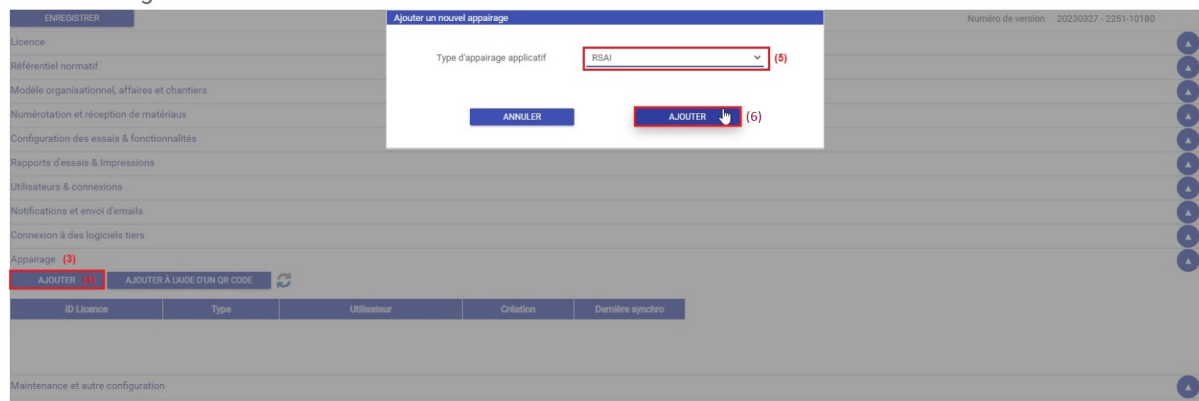 ENREGISTRER
Ajouter un nouvel appairage
Numéro de version 20230327 - 2251-10180
Licence
Type d'appairage applicatif RSAI (5)
Référentiel normatif
Modèle organisationnel, affaires et chantiers
Numérotation et réception de matériaux
ANNULER AJOUTER (6)
Configuration des essais & fonctionnalités
Rapports d'essais & Impressions
Utilisateurs & connexions
Notifications et envoi d'emails
Connexion à des logiciels tiers
Appairage (3)
AJOUTER (4) AJOUTER À L'AIDE D'UN QR CODE
ID Licence Type Utilisateur Création Dernière synchro
Maintenance et autre configuration